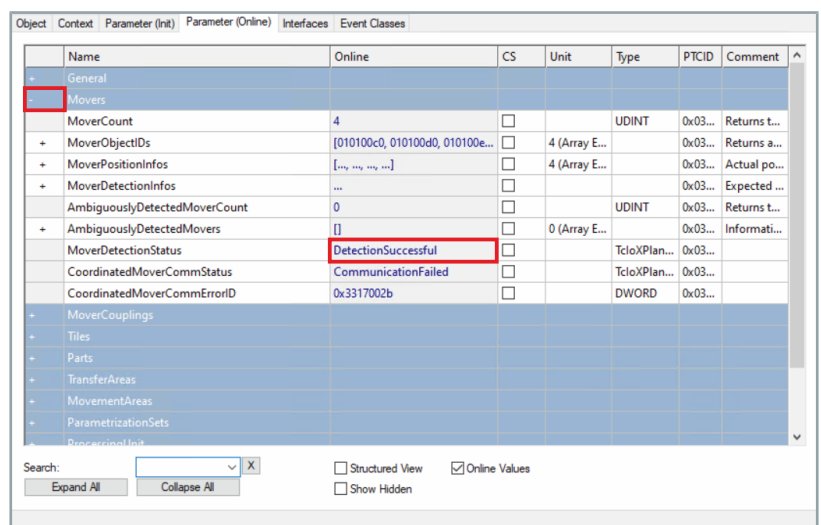 Object Context Parameter (Init) Parameter (Online) Interfaces Event Classes
Name Online CS Unit Type PTCID Comment
+ General
- Movers
MoverCount 4 UDINT 0x03... Returns t...
+ MoverObjectIDs [010100c0, 010100d0, 010100e... 4 (Array E... 0x03... Returns a...
+ MoverPositionInfos [..., ..., ..., ...] 4 (Array E... 0x03... Actual po...
+ MoverDetectionInfos ... 0x03... Expected ...
AmbiguouslyDetectedMoverCount 0 UDINT 0x03... Returns t...
+ AmbiguouslyDetectedMovers [] 0 (Array E... 0x03... Informati...
MoverDetectionStatus DetectionSuccessful TcIoXPlan... 0x03...
CoordinatedMoverCommStatus CommunicationFailed TcIoXPlan... 0x03...
CoordinatedMoverCommErrorID 0x3317002b DWORD 0x03...
+ MoverCouplings
+ Tiles
+ Parts
+ TransferAreas
+ MovementAreas
+ ParametrizationSets
+ ProcessingUnit
Search: X Structured View Online Values
Expand All Collapse All Show Hidden